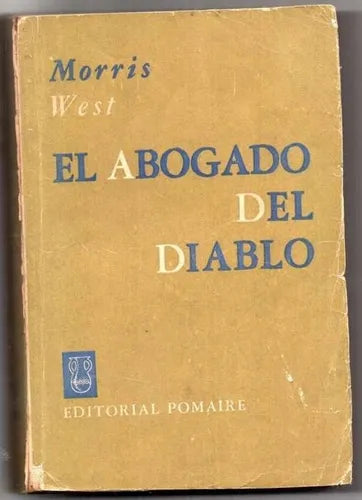 Morris
West
EL ABOGADO
DEL
DIABLO
EDITORIAL POMAIRE